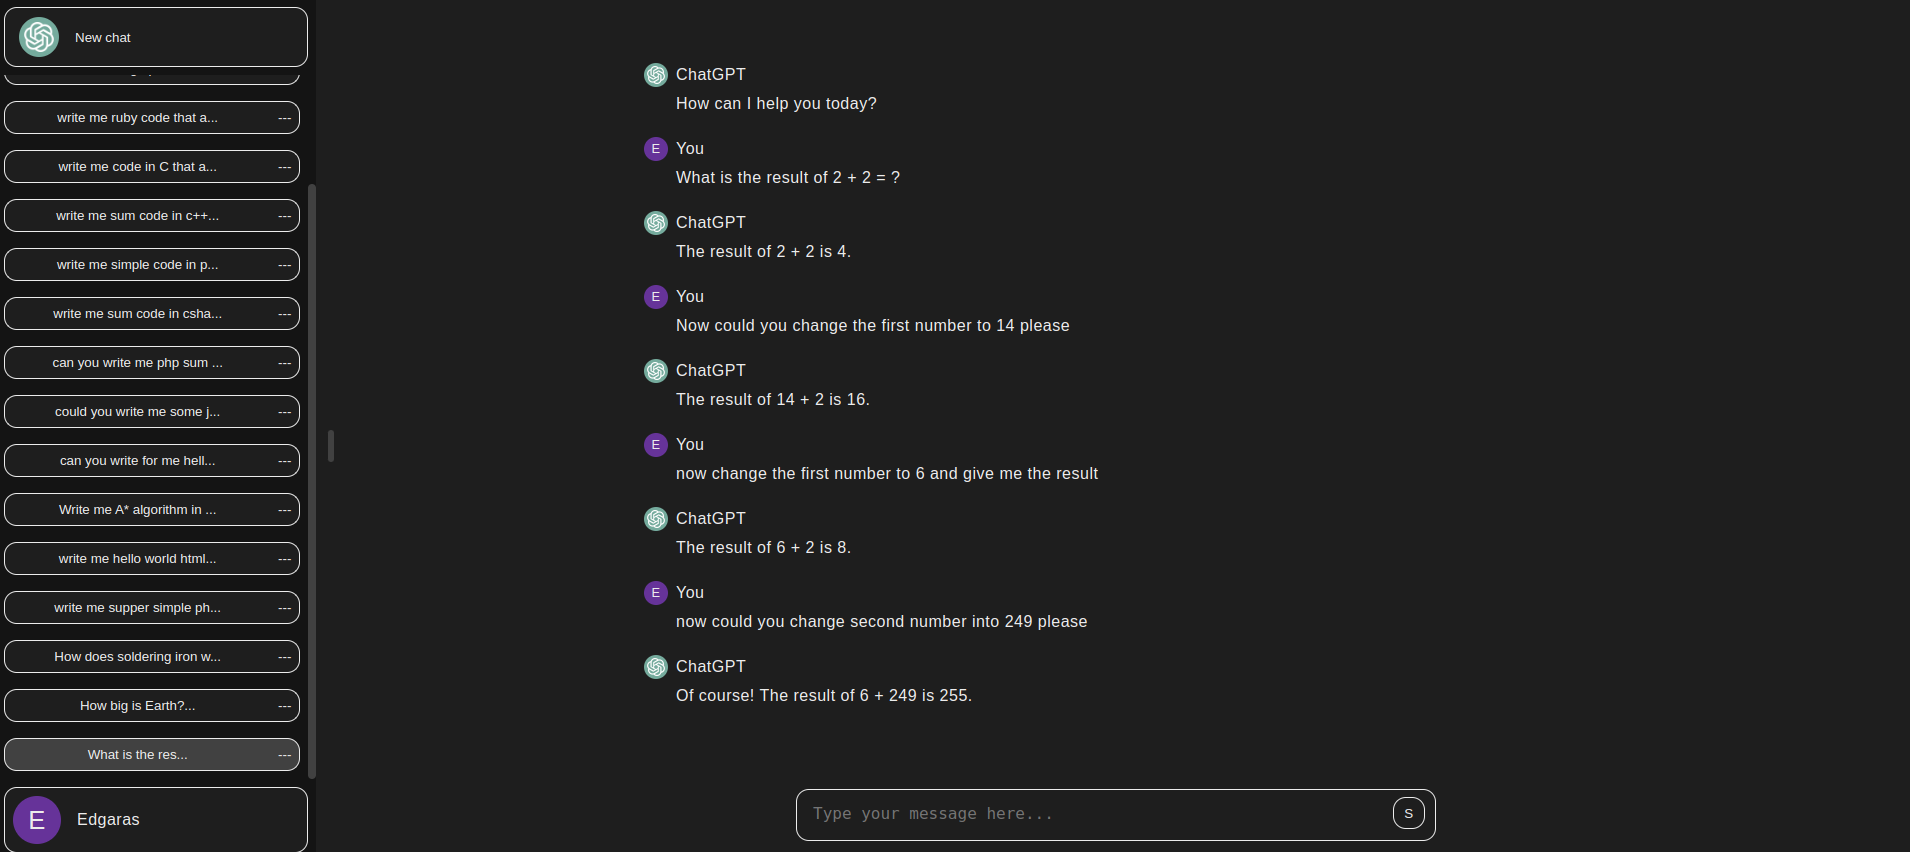 New chat
write me ruby code that a...
---
write me code in C that a...
---
write me sum code in c++...
---
write me simple code in p...
---
write me sum code in csha...
---
can you write me php sum ...
---
could you write me some j...
---
can you write for me hell...
---
Write me A* algorithm in ...
---
write me hello world html...
---
write me supper simple ph...
---
How does soldering iron w...
---
How big is Earth?...
---
What is the res...
---
E
Edgaras
ChatGPT
How can I help you today?
E
You
What is the result of 2 + 2 = ?
ChatGPT
The result of 2 + 2 is 4.
E
You
Now could you change the first number to 14 please
ChatGPT
The result of 14 + 2 is 16.
E
You
now change the first number to 6 and give me the result
ChatGPT
The result of 6 + 2 is 8.
E
You
now could you change second number into 249 please
ChatGPT
Of course! The result of 6 + 249 is 255.
Type your message here...
S